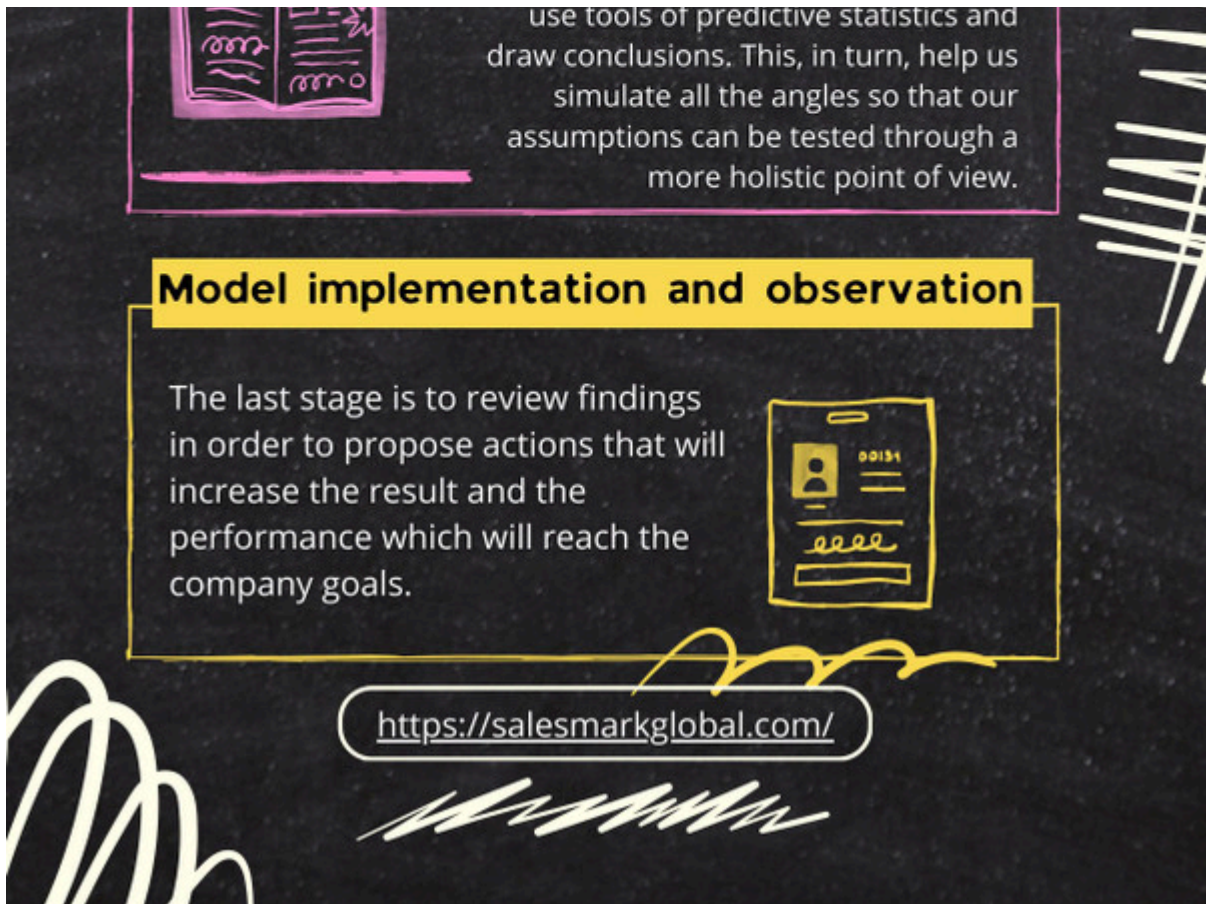 use tools of predictive statistics and
draw conclusions. This, in turn, help us
simulate all the angles so that our
assumptions can be tested through a
more holistic point of view.
Model implementation and observation
The last stage is to review findings
in order to propose actions that will
increase the result and the
performance which will reach the
company goals.
00134
https://salesmarkglobal.com/